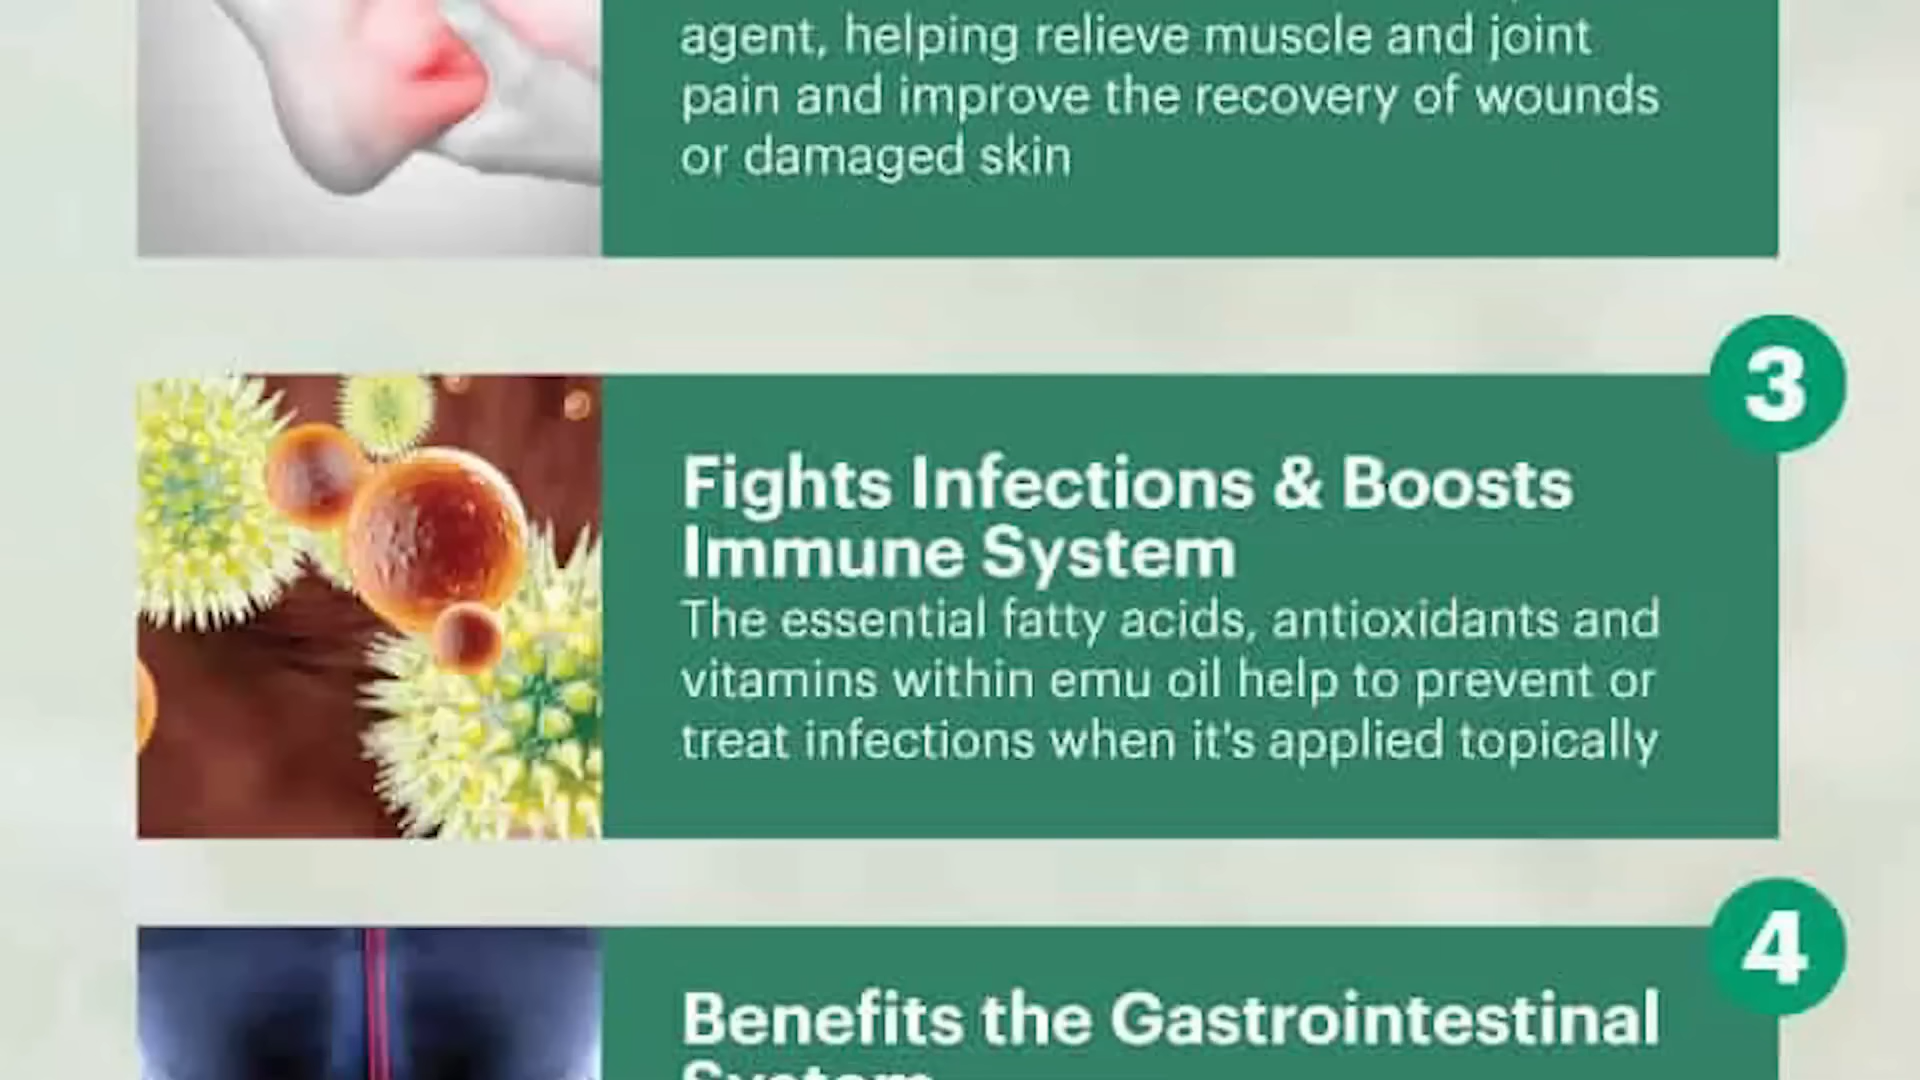 agent, helping relieve muscle and joint
pain and improve the recovery of wounds
or damaged skin
3
Fights Infections & Boosts
Immune System
The essential fatty acids, antioxidants and
vitamins within emu oil help to prevent or
treat infections when it's applied topically
4
Benefits the Gastrointestinal
System